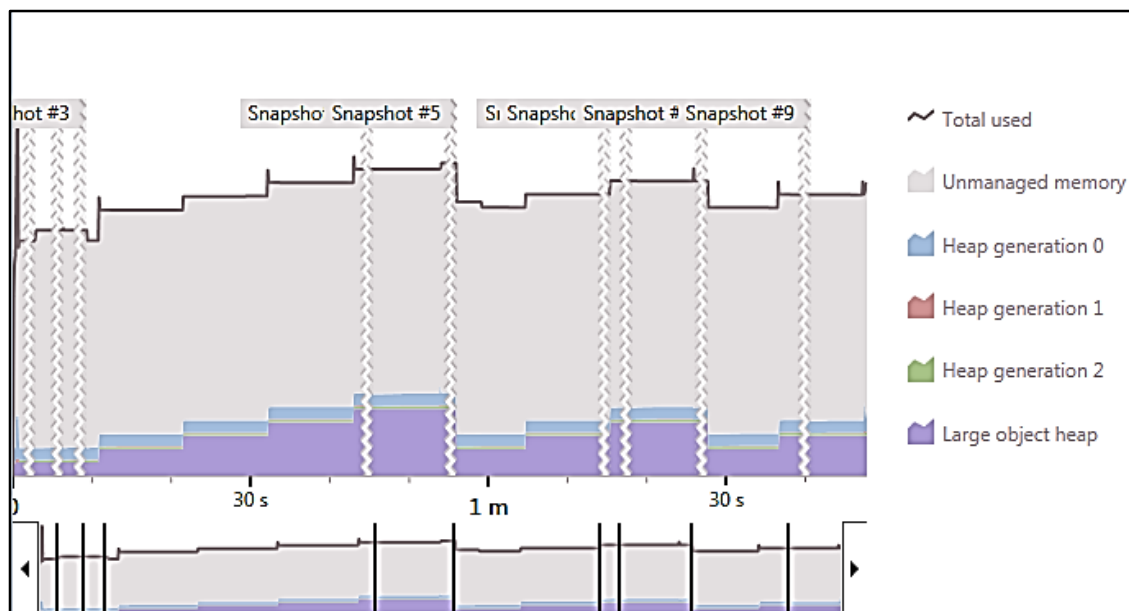 hot #3
Snapsho
Snapshot #5
Snapsho
Snapshot #
Snapshot #9
Total used
Unmanaged memory
Heap generation 0
Heap generation 1
Heap generation 2
Large object heap
30 s
1 m
30 s